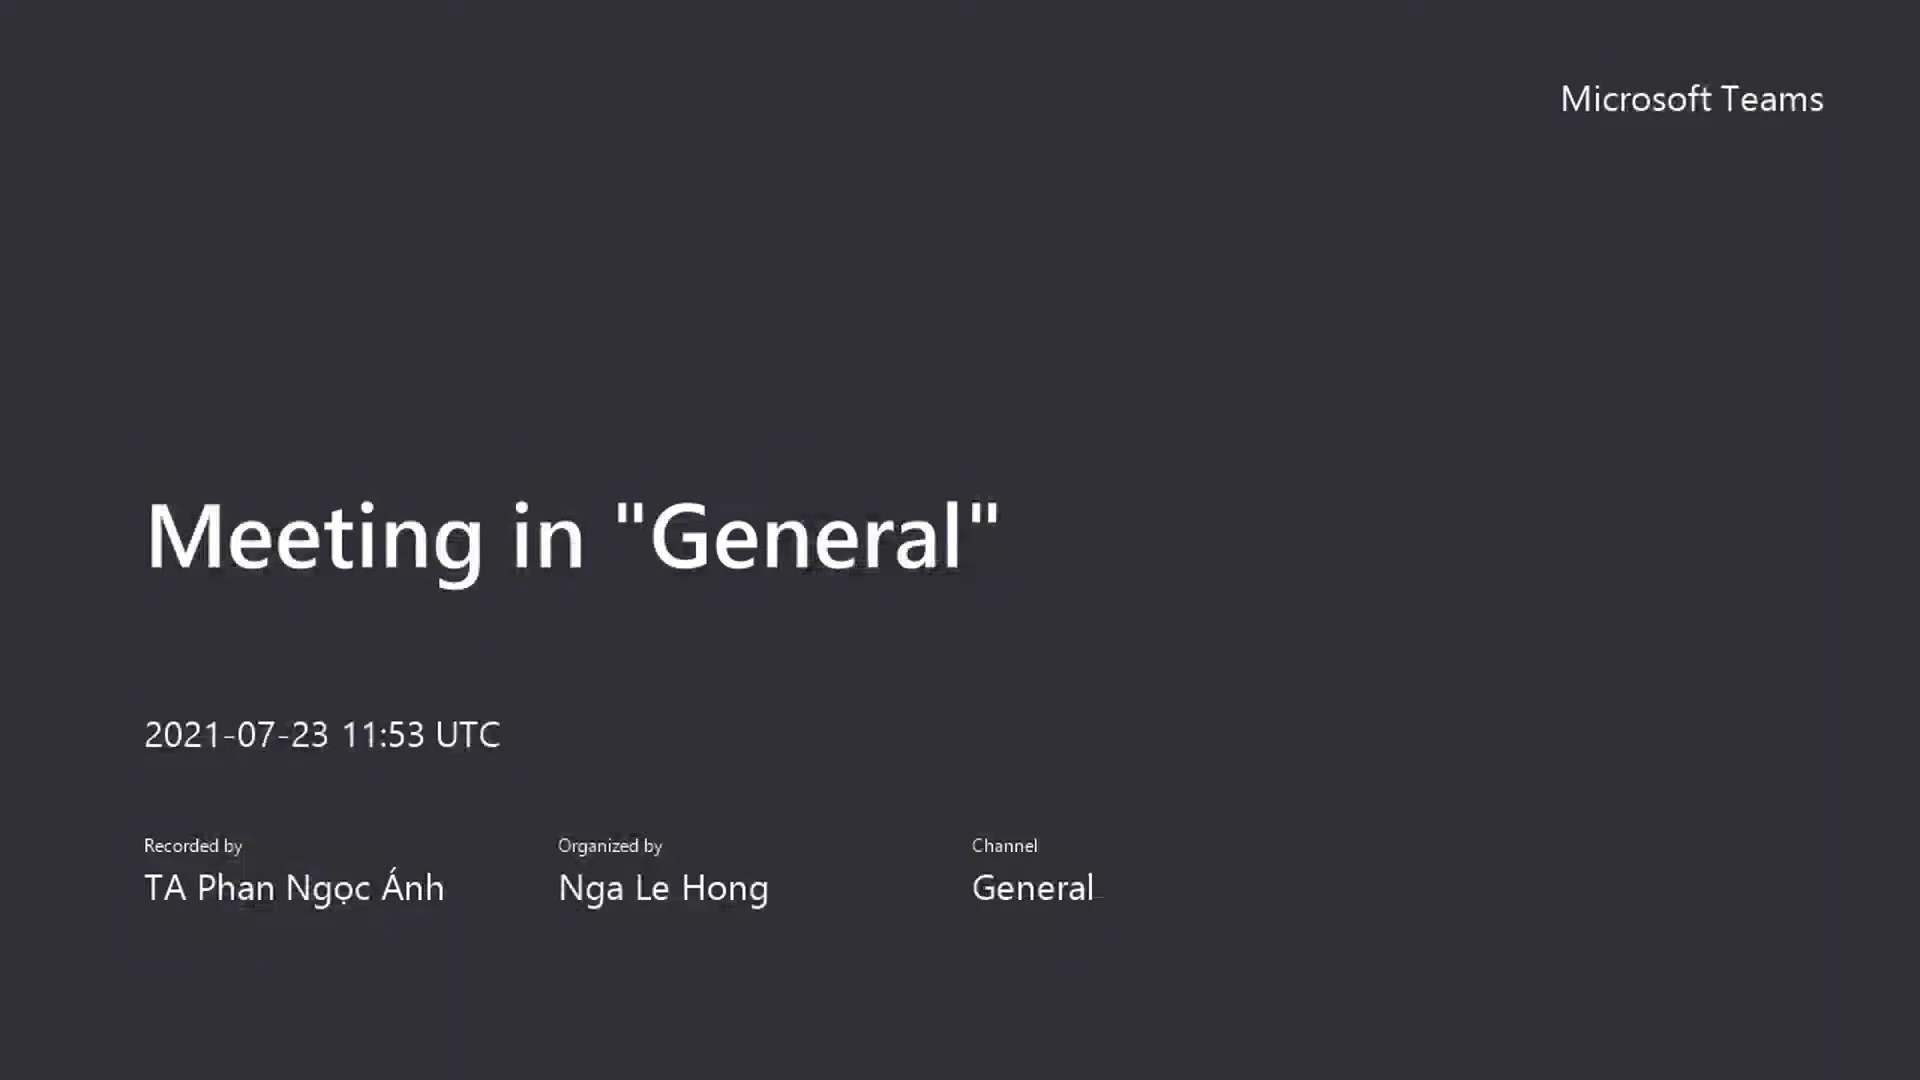 Microsoft Teams
Meeting in "General"
2021-07-23 11:53 UTC
Recorded by
TA Phan Ngọc Ánh
Organized by
Nga Le Hong
Channel
General